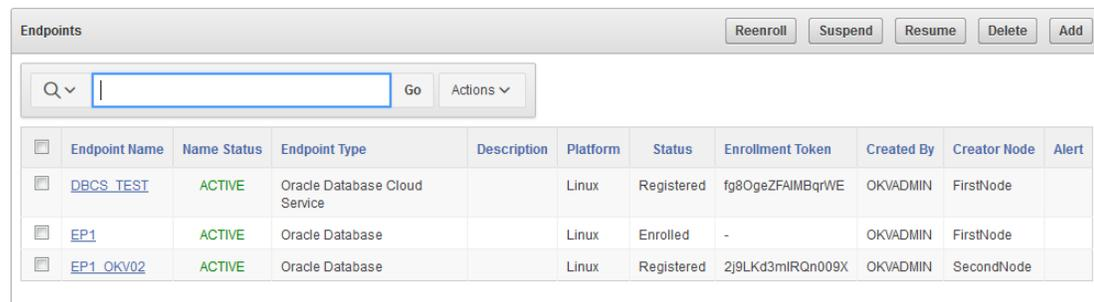 Endpoints Reenroll Suspend Resume Delete Add
Go Actions
Endpoint Name Name Status Endpoint Type Description Platform Status Enrollment Token Created By Creator Node Alert
DBCS_TEST ACTIVE Oracle Database Cloud Service Linux Registered fg8OgeZFAlMBqrWE OKVADMIN FirstNode
EP1 ACTIVE Oracle Database Linux Enrolled - OKVADMIN FirstNode
EP1_OKV02 ACTIVE Oracle Database Linux Registered 2j9LKd3mIRQn009X OKVADMIN SecondNode